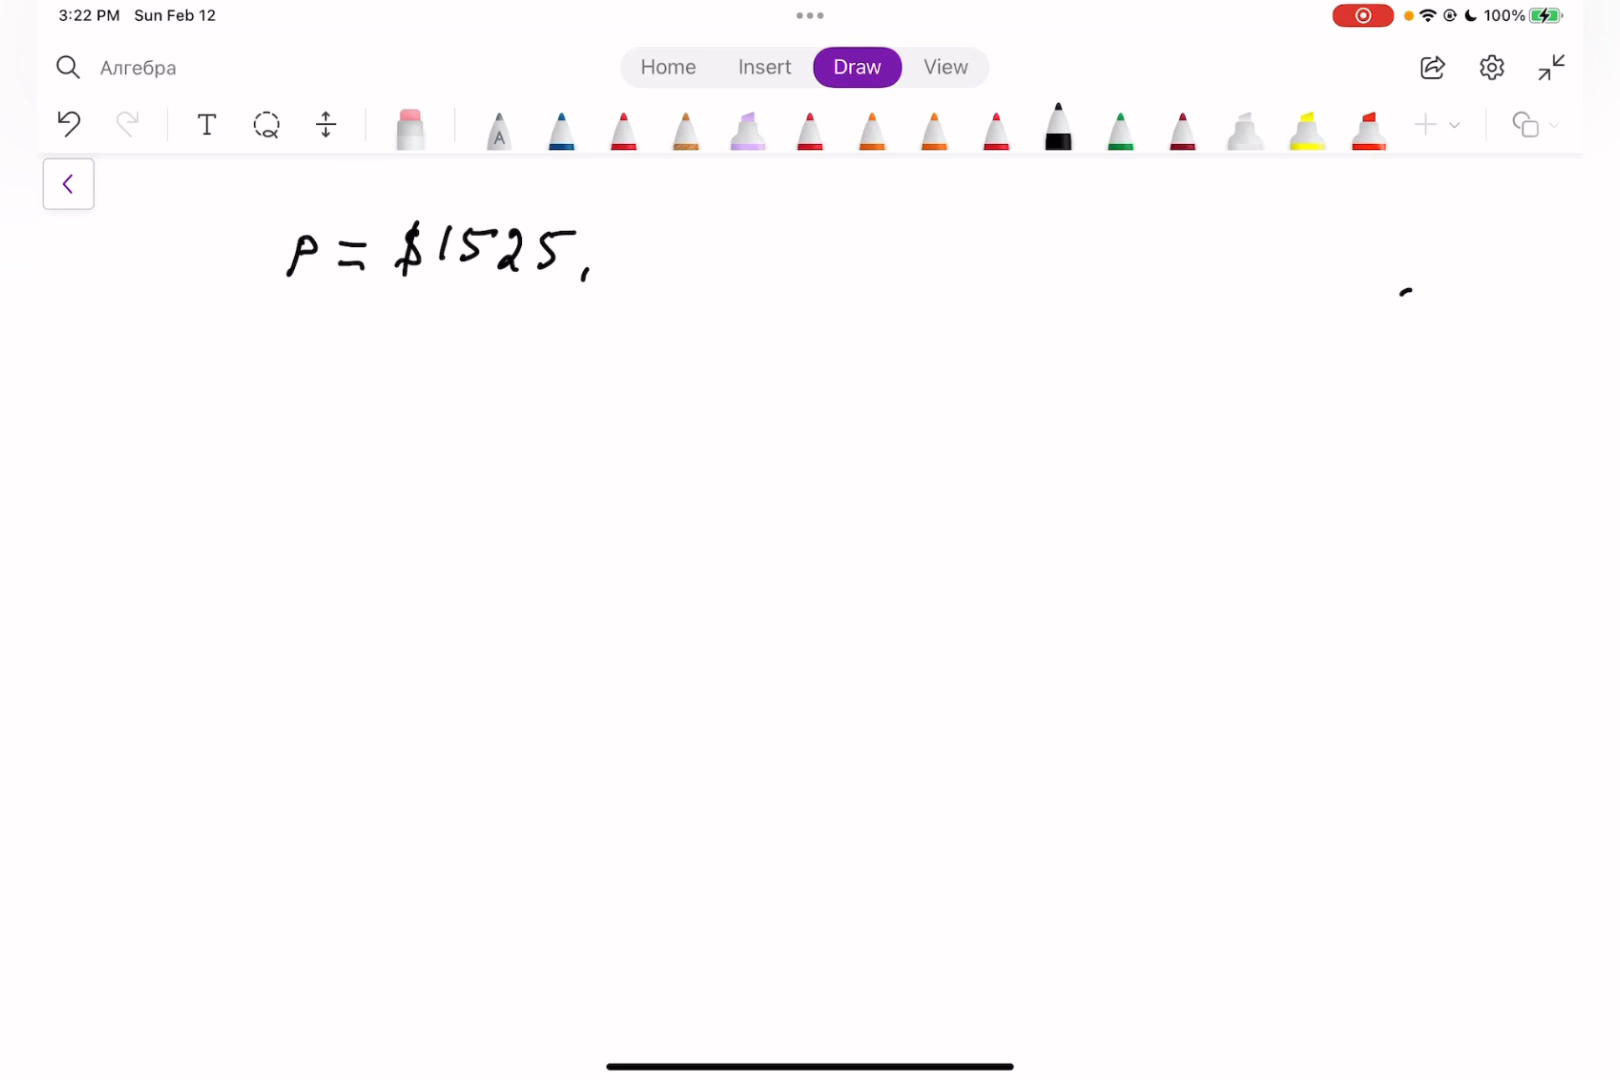 3:22 PM Sun Feb 12
100%
Алгебра
Home Insert Draw View
T
A
P = $1525,